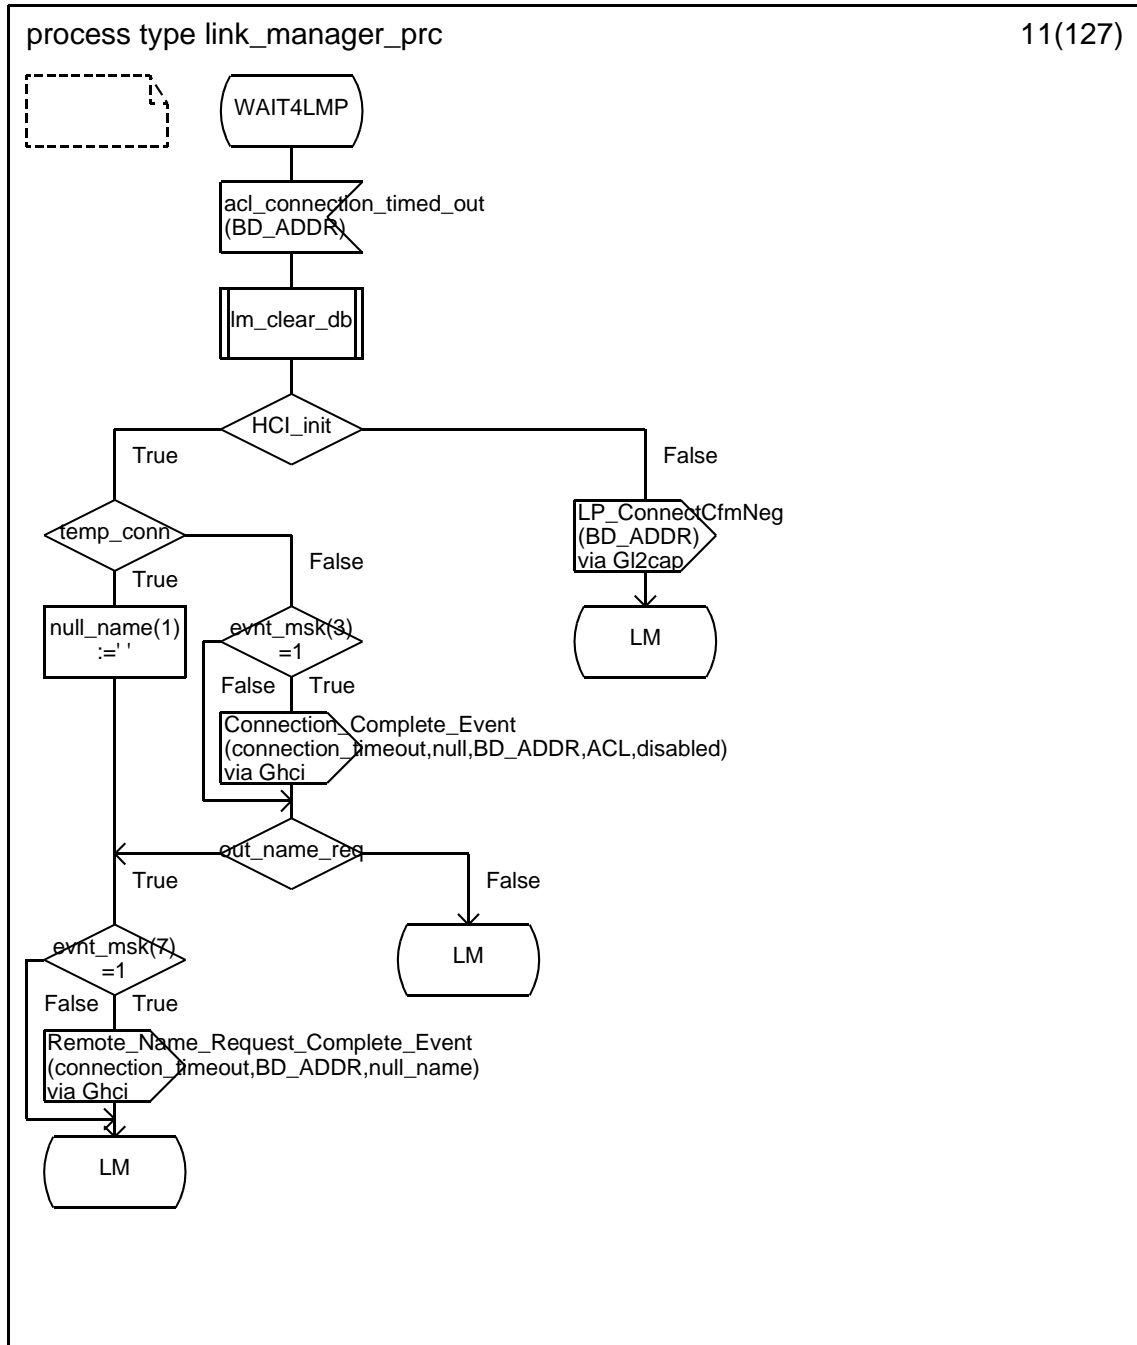 process type link_manager_prc
11(127)
WAIT4LMP
acl_connection_timed_out
(BD_ADDR)
lm_clear_db
HCI_init
True
False
temp_conn
LP_ConnectCfmNeg
(BD_ADDR)
via Gl2cap
False
True
null_name(1)
:=' '
evnt_msk(3)
=1
LM
False
True
Connection_Complete_Event
(connection_timeout,null,BD_ADDR,ACL,disabled)
via Ghci
out_name_req
True
False
evnt_msk(7)
=1
LM
False
True
Remote_Name_Request_Complete_Event
(connection_timeout,BD_ADDR,null_name)
via Ghci
LM